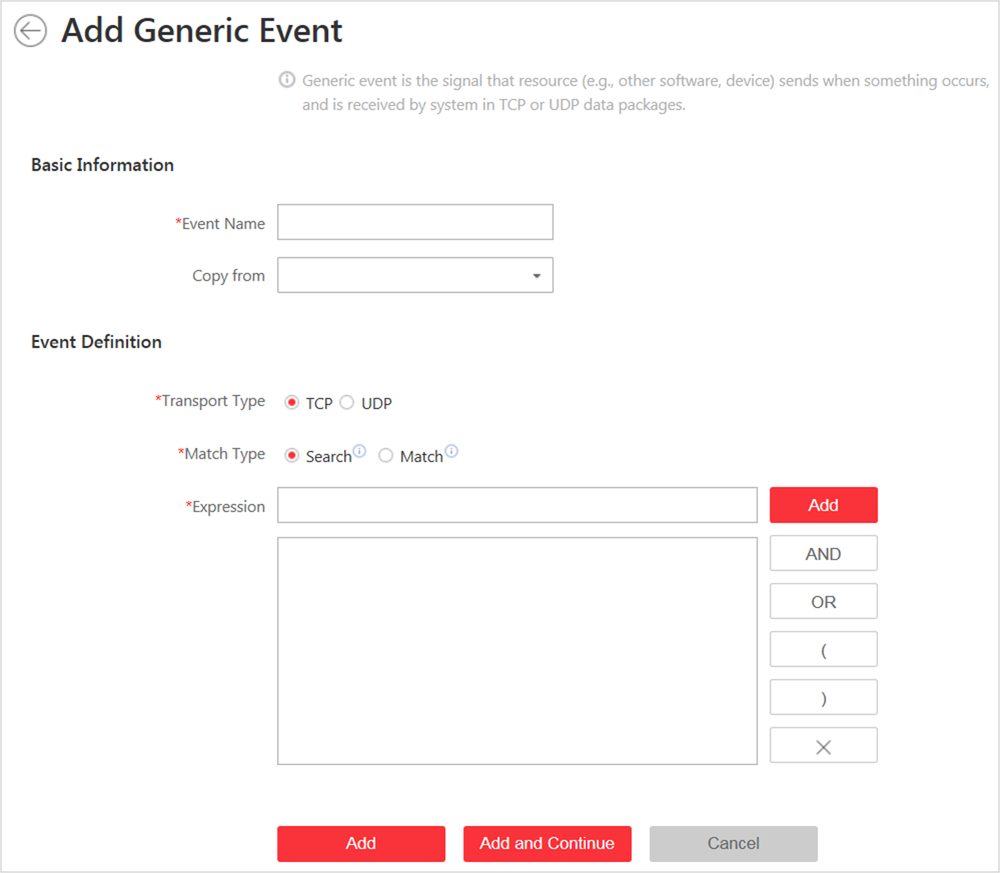 Add Generic Event
Generic event is the signal that resource (e.g., other software, device) sends when something occurs,
and is received by system in TCP or UDP data packages.
Basic Information
*Event Name
Copy from
Event Definition
*Transport Type TCP UDP
*Match Type Search Match
*Expression Add
AND
OR
(
)
Add Add and Continue Cancel